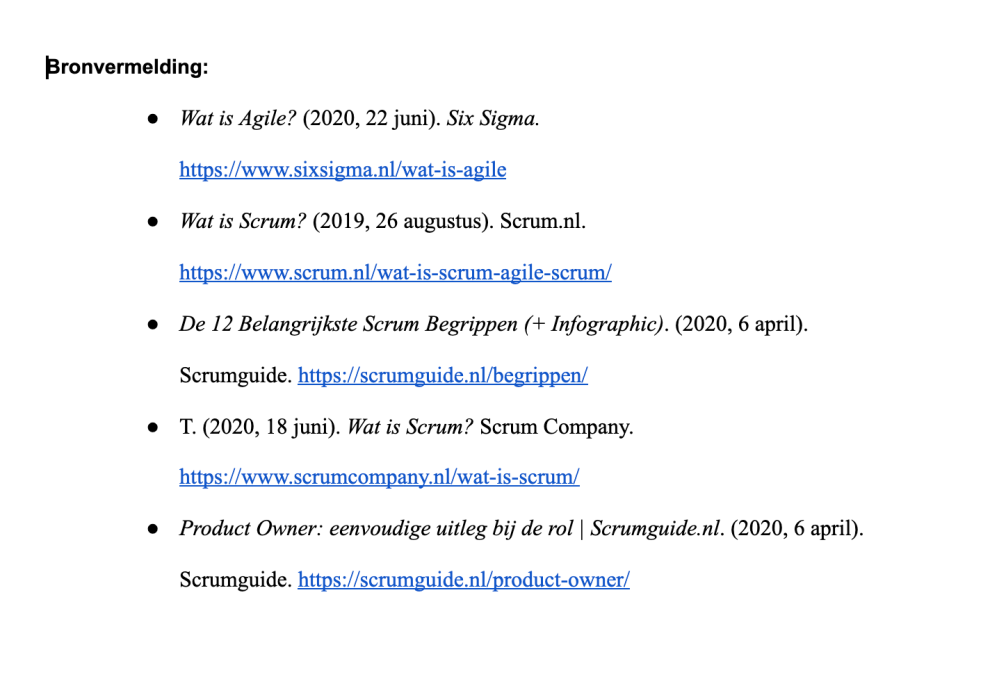 Bronvermelding:
● Wat is Agile? (2020, 22 juni). Six Sigma.
https://www.sixsigma.nl/wat-is-agile
● Wat is Scrum? (2019, 26 augustus). Scrum.nl.
https://www.scrum.nl/wat-is-scrum-agile-scrum/
● De 12 Belangrijkste Scrum Begrippen (+ Infographic). (2020, 6 april).
Scrumguide. https://scrumguide.nl/begrippen/
● T. (2020, 18 juni). Wat is Scrum? Scrum Company.
https://www.scrumcompany.nl/wat-is-scrum/
● Product Owner: eenvoudige uitleg bij de rol | Scrumguide.nl. (2020, 6 april).
Scrumguide. https://scrumguide.nl/product-owner/